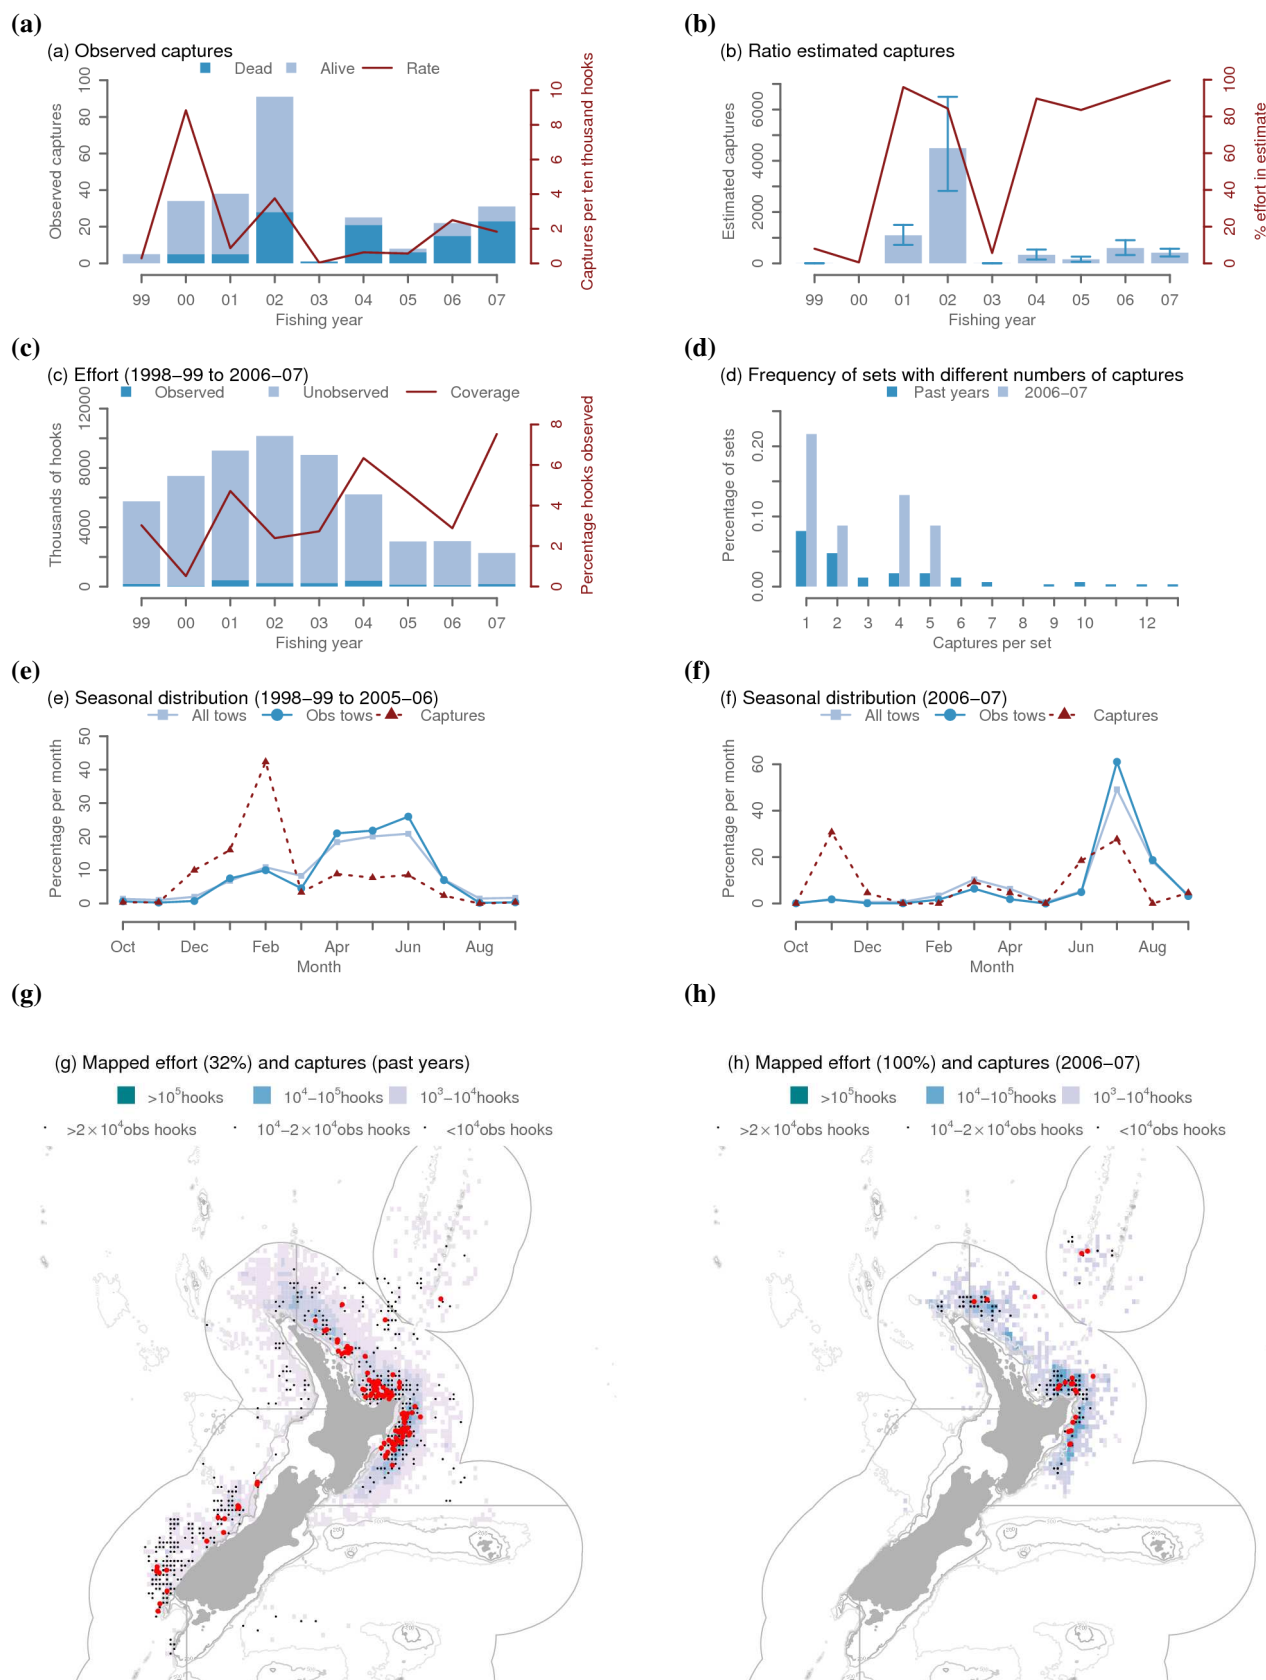 (a)
(a) Observed captures
Dead Alive Rate
Observed captures
0 20 40 60 80 100
Captures per ten thousand hooks
0 2 4 6 8 10
99 00 01 02 03 04 05 06 07
Fishing year
(b)
(b) Ratio estimated captures
Estimated captures
0 2000 4000 6000
% effort in estimate
0 20 40 60 80 100
99 00 01 02 03 04 05 06 07
Fishing year
(c)
(c) Effort (1998–99 to 2006–07)
Observed Unobserved Coverage
Thousands of hooks
0 4000 8000 12000
Percentage hooks observed
0 2 4 6 8
99 00 01 02 03 04 05 06 07
Fishing year
(d)
(d) Frequency of sets with different numbers of captures
Past years 2006–07
Percentage of sets
0.00 0.10 0.20
1 2 3 4 5 6 7 8 9 10 12
Captures per set
(e)
(e) Seasonal distribution (1998–99 to 2005–06)
All tows Obs tows Captures
Percentage per month
0 10 20 30 40 50
Oct Dec Feb Apr Jun Aug
Month
(f)
(f) Seasonal distribution (2006–07)
All tows Obs tows Captures
Percentage per month
0 20 40 60
Oct Dec Feb Apr Jun Aug
Month
(g)
(g) Mapped effort (32%) and captures (past years)
>10⁵hooks 10⁴–10⁵hooks 10³–10⁴hooks
>2×10⁴obs hooks 10⁴–2×10⁴obs hooks <10⁴obs hooks
(h)
(h) Mapped effort (100%) and captures (2006–07)
>10⁵hooks 10⁴–10⁵hooks 10³–10⁴hooks
>2×10⁴obs hooks 10⁴–2×10⁴obs hooks <10⁴obs hooks